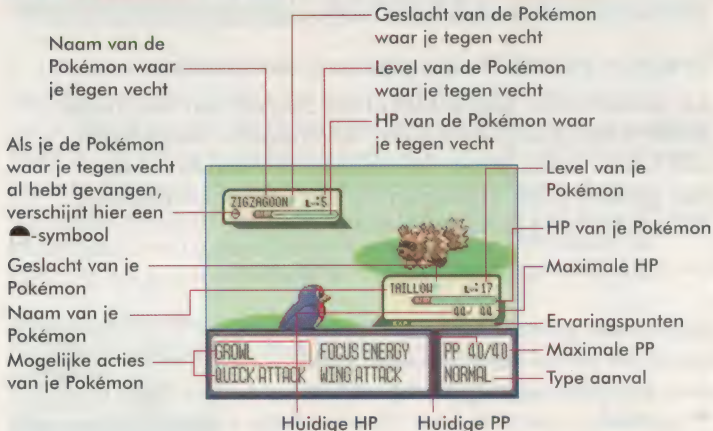 Geslacht van de Pokémon
waar je tegen vecht
Naam van de
Pokémon waar
je tegen vecht
Level van de Pokémon
waar je tegen vecht
HP van de Pokémon waar
je tegen vecht
Als je de Pokémon
waar je tegen vecht
al hebt gevangen,
verschijnt hier een
-symbool
Level van je
Pokémon
ZIGZAGOON Lv:5
HP van je Pokémon
Geslacht van je
Pokémon
Maximale HP
TAILLOW Lv:17
44/ 44
Naam van je
Pokémon
Ervaringspunten
Mogelijke acties
van je Pokémon
GROWL FOCUS ENERGY PP 40/40
QUICK ATTACK WING ATTACK NORMAL
Maximale PP
Type aanval
Huidige HP Huidige PP